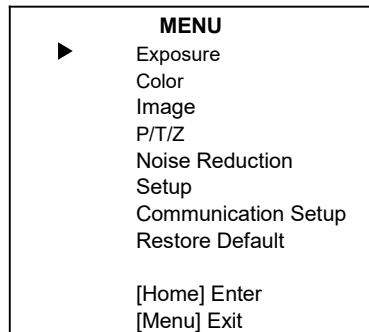 MENU
Exposure
Color
Image
P/T/Z
Noise Reduction
Setup
Communication Setup
Restore Default
[Home] Enter
[Menu] Exit